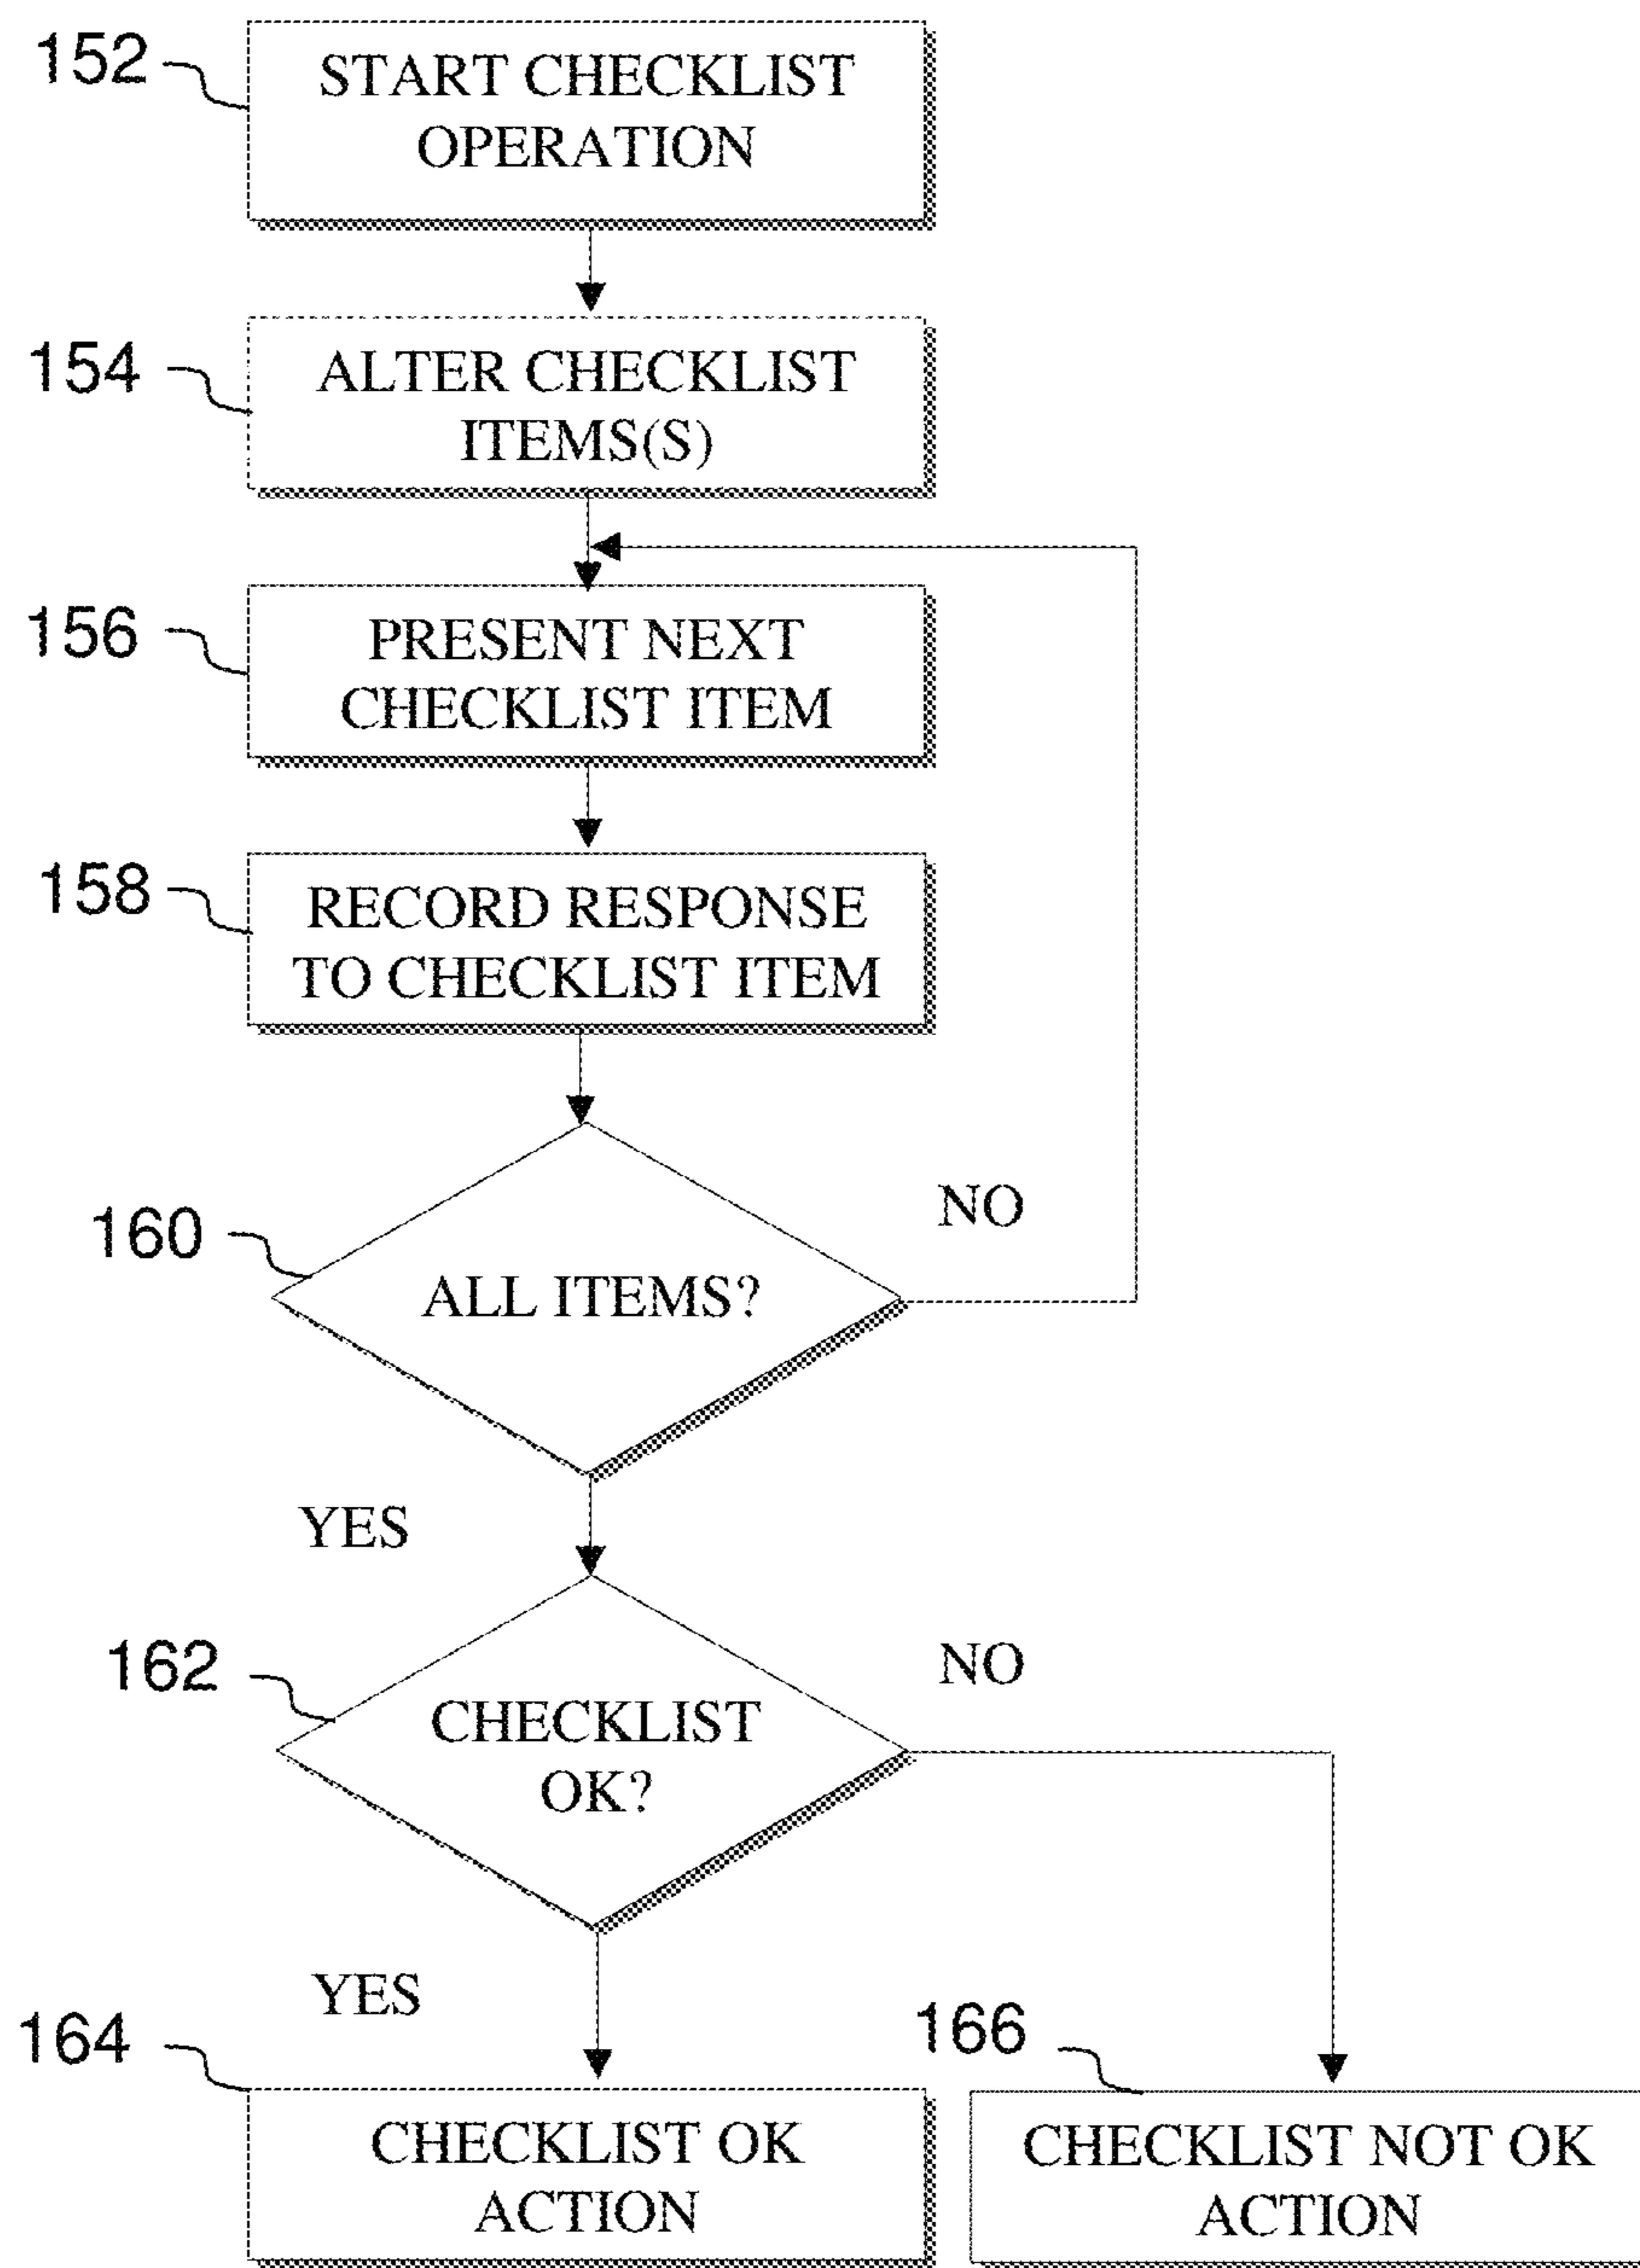 152
START CHECKLIST
OPERATION
154
ALTER CHECKLIST
ITEMS(S)
156
PRESENT NEXT
CHECKLIST ITEM
158
RECORD RESPONSE
TO CHECKLIST ITEM
160
NO
ALL ITEMS?
YES
162
NO
CHECKLIST
OK?
YES
164
166
CHECKLIST OK
ACTION
CHECKLIST NOT OK
ACTION